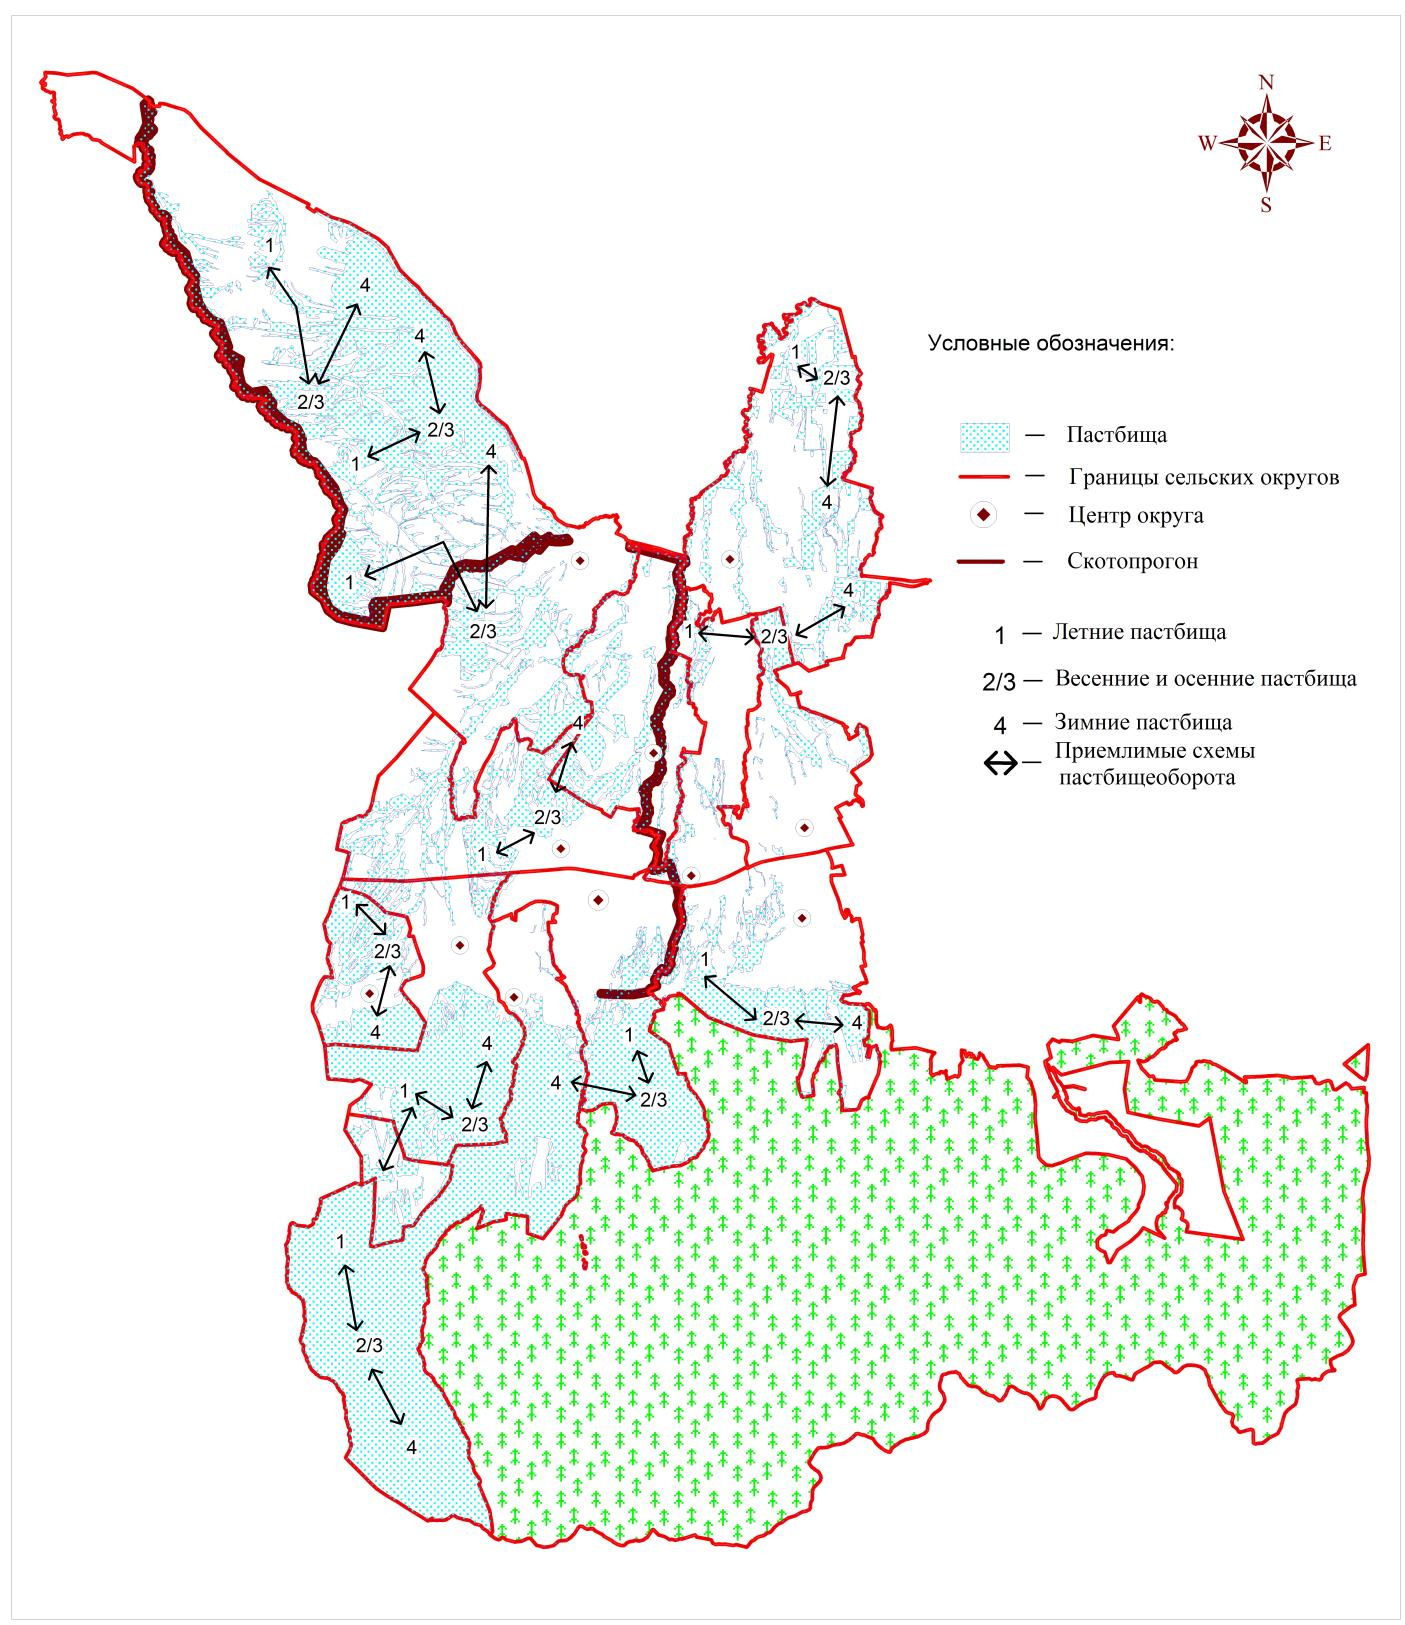 N
W E
S
Условные обозначения:
— Пастбища
— Границы сельских округов
— Центр округа
— Скотопрогон
1 — Летние пастбища
2/3 — Весенние и осенние пастбища
4 — Зимние пастбища
— Приемлимые схемы
пастбищеоборота
1
4
4
1
2/3
2/3
2/3
4
1
4
4
1
4
1
2/3
2/3
4
2/3
1
1
2/3
1
2/3
4
4
1
4
4
1
2/3
2/3
1
2/3
4